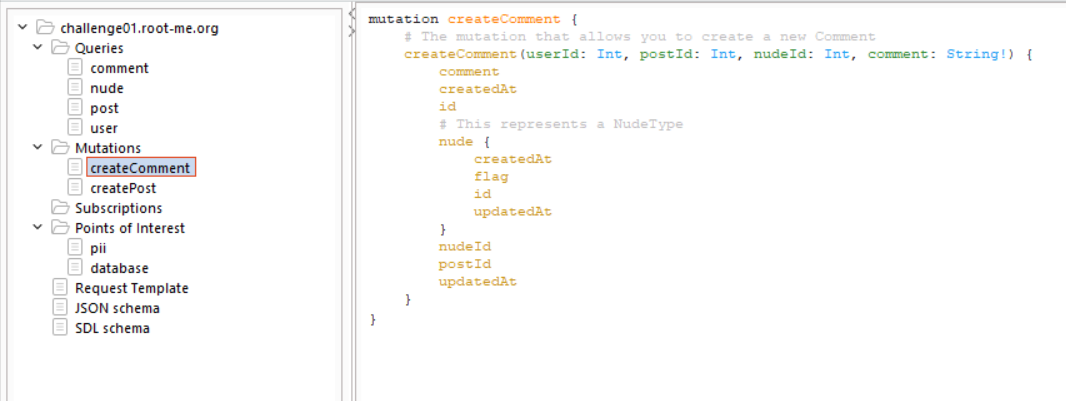 challenge01.root-me.org
Queries
comment
nude
post
user
Mutations
createComment
createPost
Subscriptions
Points of Interest
pii
database
Request Template
JSON schema
SDL schema
mutation createComment {
# The mutation that allows you to create a new Comment
createComment(userId: Int, postId: Int, nudeId: Int, comment: String!) {
comment
createdAt
id
# This represents a NudeType
nude {
createdAt
flag
id
updatedAt
}
nudeId
postId
updatedAt
}
}